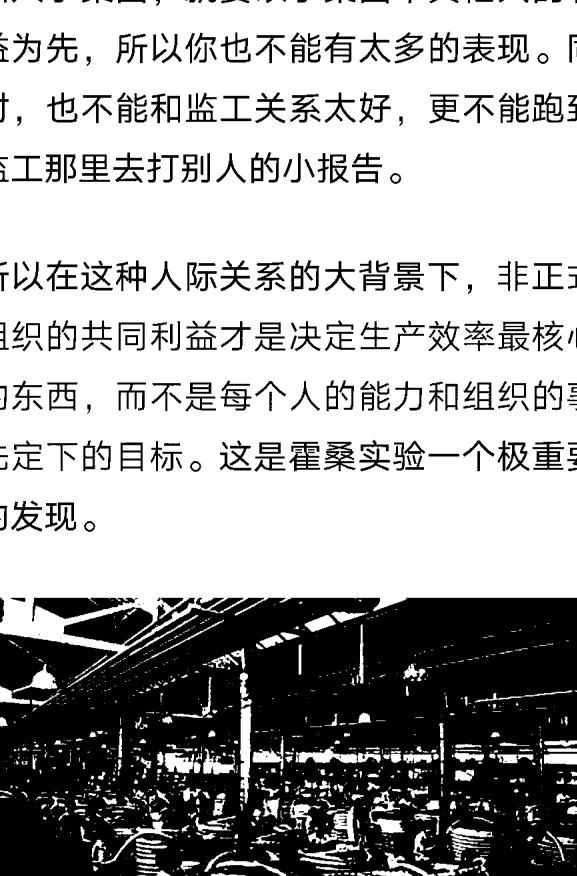 为先，所以你也不能有太多的表现。
，也不能和监工关系太好，更不能跑到
监工那里去打别人的小报告。
所以在这种人际关系的大背景下，非正式
组织的共同利益才是决定生产效率最核心
的东西，而不是每个人的能力和组织的事
先定下的目标。这是霍桑实验一个极重要
的发现。